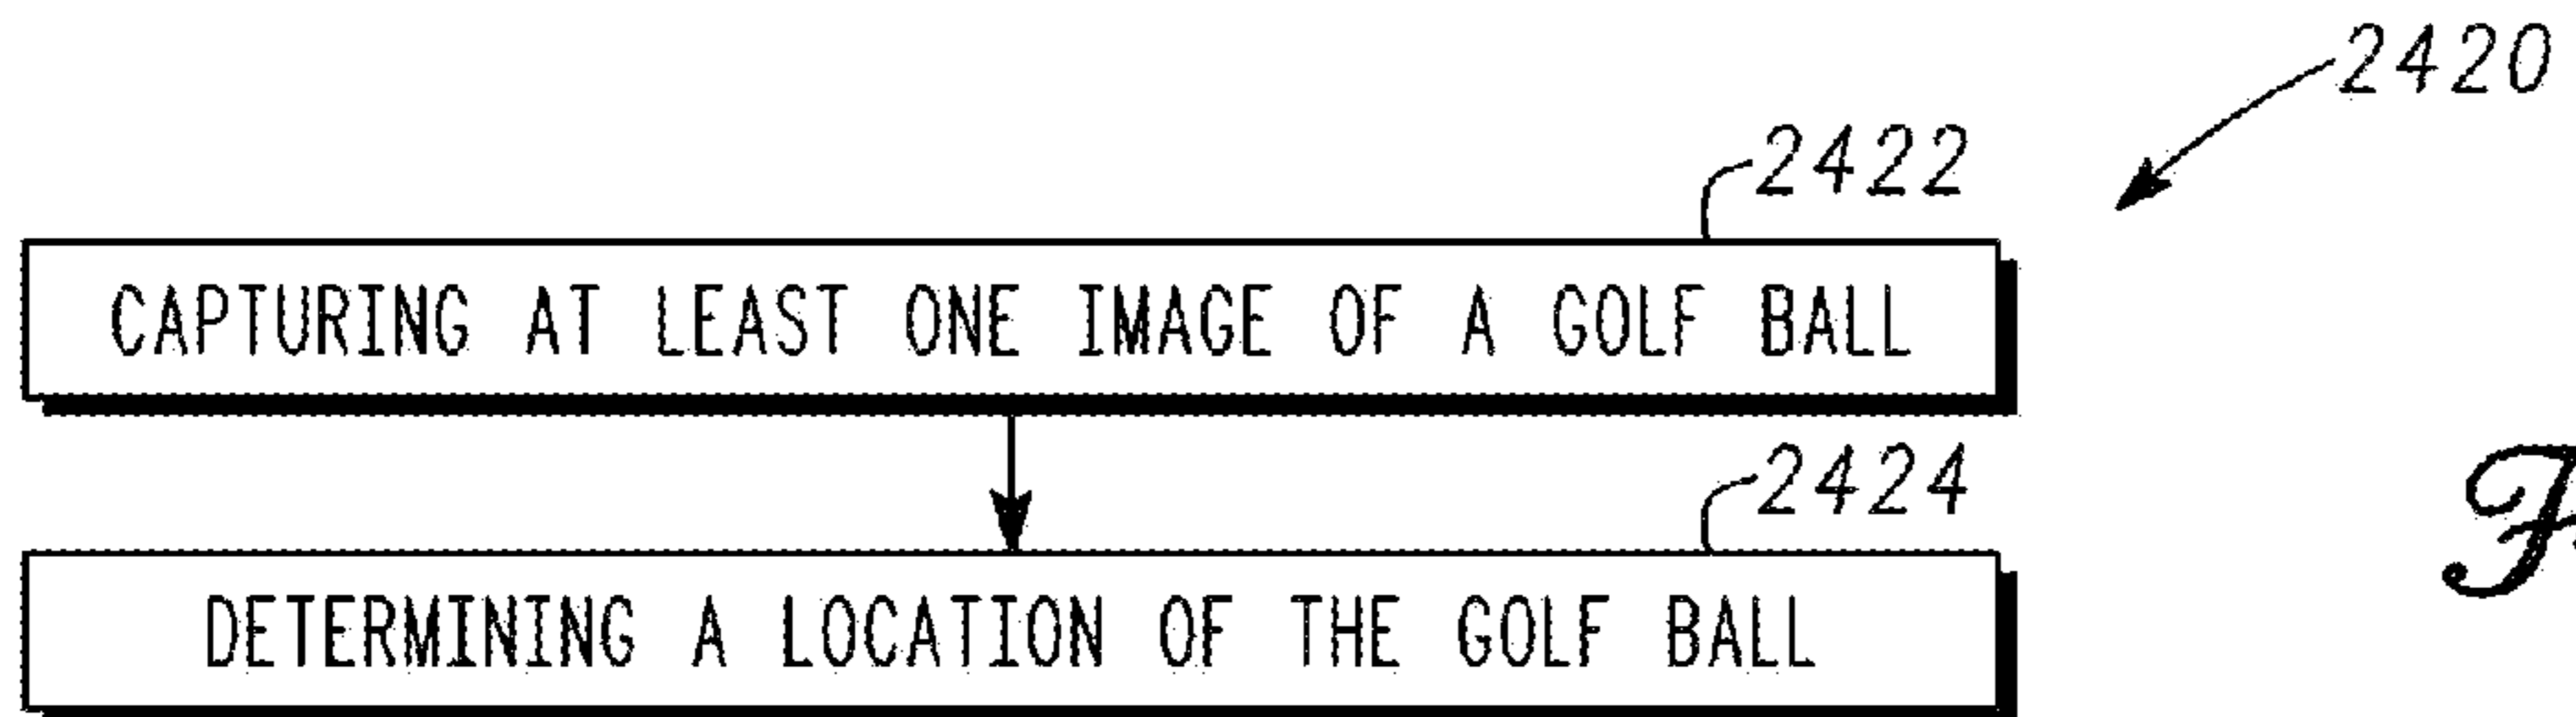 2420
2422
CAPTURING AT LEAST ONE IMAGE OF A GOLF BALL
2424
DETERMINING A LOCATION OF THE GOLF BALL